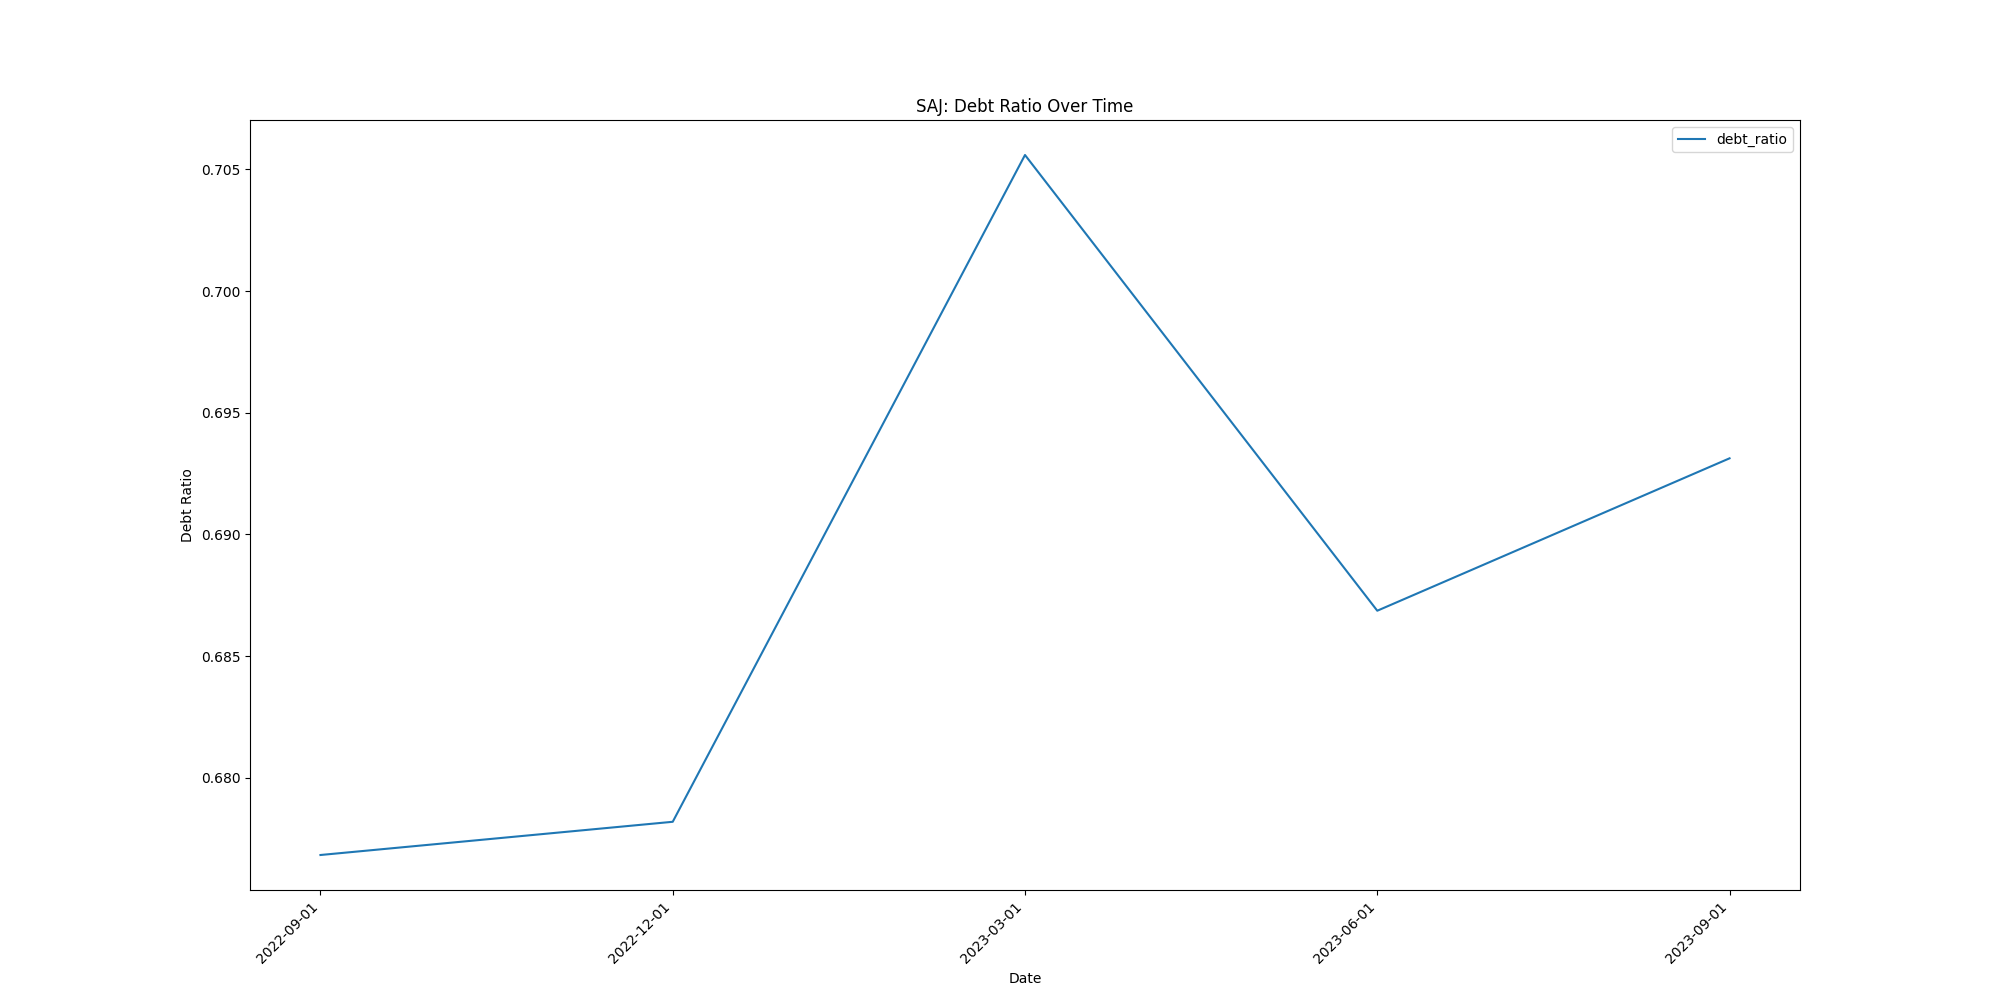 SAJ: Debt Ratio Over Time
debt_ratio
0.705
0.700
0.695
0.690
0.685
0.680
Debt Ratio
2022-09-01
2022-12-01
2023-03-01
2023-06-01
2023-09-01
Date